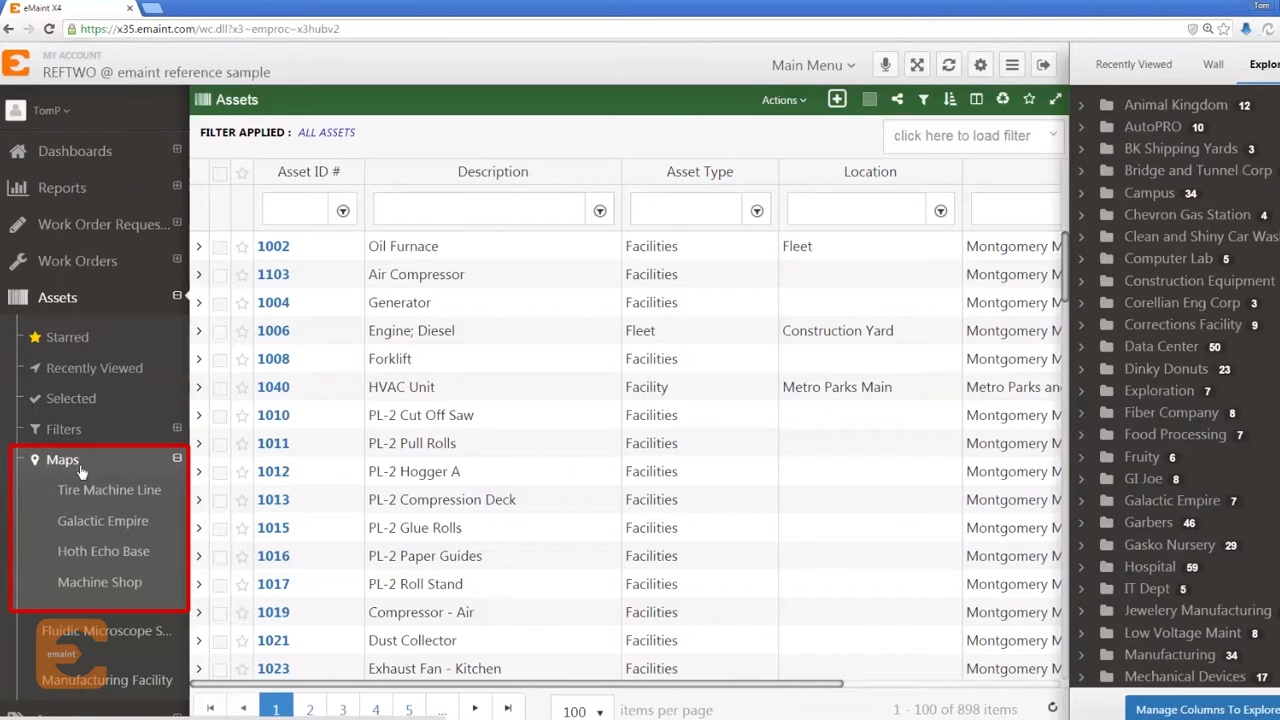 eMaint X4
Tom
https://x35.emaint.com/wc.dll?x3~emproc~x3hubv2
MY ACCOUNT
REFTWO @ emaint reference sample
Main Menu
Recently Viewed
Wall
Explor
TomP
Dashboards
Reports
Work Order Reques...
Work Orders
Assets
Starred
Recently Viewed
Selected
Filters
Maps
Tire Machine Line
Galactic Empire
Hoth Echo Base
Machine Shop
Fluidic Microscope S...
emaint
Manufacturing Facility
Assets
Actions
FILTER APPLIED : ALL ASSETS
click here to load filter
Asset ID # Description Asset Type Location
1002 Oil Furnace Facilities Fleet Montgomery M
1103 Air Compressor Facilities Montgomery M
1004 Generator Facilities Montgomery M
1006 Engine; Diesel Fleet Construction Yard Montgomery M
1008 Forklift Facilities Montgomery M
1040 HVAC Unit Facility Metro Parks Main Metro Parks an
1010 PL-2 Cut Off Saw Facilities Montgomery M
1011 PL-2 Pull Rolls Facilities Montgomery M
1012 PL-2 Hogger A Facilities Montgomery M
1013 PL-2 Compression Deck Facilities Montgomery M
1015 PL-2 Glue Rolls Facilities Montgomery M
1016 PL-2 Paper Guides Facilities Montgomery M
1017 PL-2 Roll Stand Facilities Montgomery M
1019 Compressor - Air Facilities Montgomery M
1021 Dust Collector Facilities Montgomery M
1023 Exhaust Fan - Kitchen Facilities Montgomery M
1 2 3 4 5 ... 100 items per page 1 - 100 of 898 items
Animal Kingdom 12
AutoPRO 10
BK Shipping Yards 3
Bridge and Tunnel Corp
Campus 34
Chevron Gas Station 4
Clean and Shiny Car Was
Computer Lab 5
Construction Equipment
Corellian Eng Corp 3
Corrections Facility 9
Data Center 50
Dinky Donuts 23
Exploration 7
Fiber Company 8
Food Processing 7
Fruity 6
GI Joe 8
Galactic Empire 7
Garbers 46
Gasko Nursery 29
Hospital 59
IT Dept 5
Jewelery Manufacturing
Low Voltage Maint 8
Manufacturing 34
Mechanical Devices 17
Manage Columns To Explore